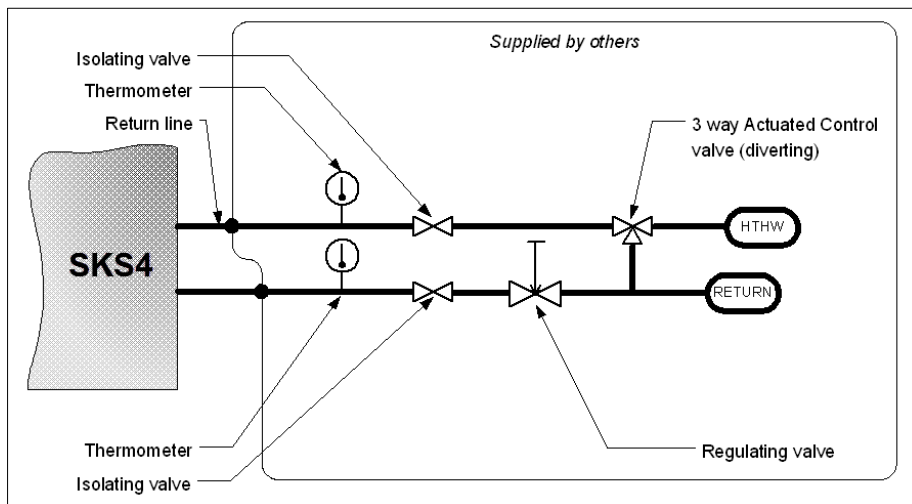 Supplied by others
Isolating valve
Thermometer
Return line
3 way Actuated Control
valve (diverting)
HTHW
SKS4
RETURN
Thermometer
Isolating valve
Regulating valve